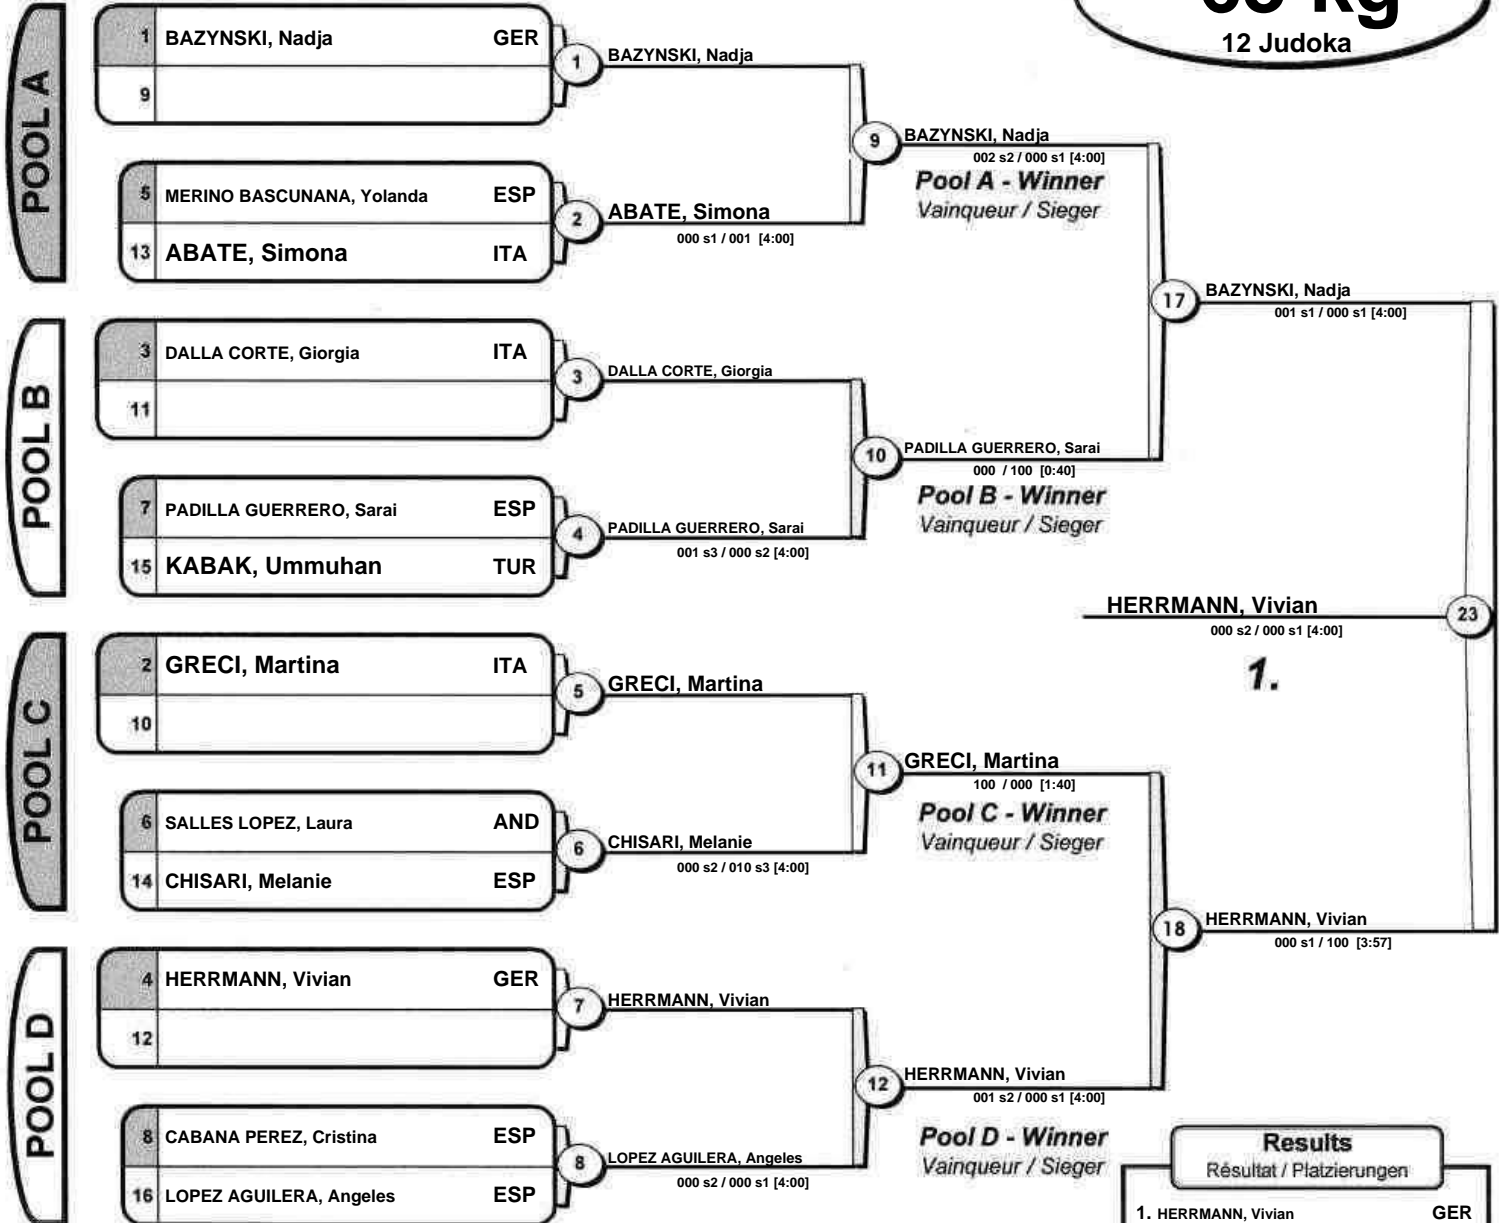 12 Judoka
POOL A
1 BAZYNSKI, Nadja GER
9
1
BAZYNSKI, Nadja
5 MERINO BASCUNANA, Yolanda ESP
13 ABATE, Simona ITA
2
ABATE, Simona
000 s1 / 001 [4:00]
9
BAZYNSKI, Nadja
002 s2 / 000 s1 [4:00]
Pool A - Winner
Vainqueur / Sieger
POOL B
3 DALLA CORTE, Giorgia ITA
11
3
DALLA CORTE, Giorgia
7 PADILLA GUERRERO, Sarai ESP
15 KABAK, Ummuhan TUR
4
PADILLA GUERRERO, Sarai
001 s3 / 000 s2 [4:00]
10
PADILLA GUERRERO, Sarai
000 / 100 [0:40]
Pool B - Winner
Vainqueur / Sieger
17
BAZYNSKI, Nadja
001 s1 / 000 s1 [4:00]
HERRMANN, Vivian
23
000 s2 / 000 s1 [4:00]
1.
POOL C
2 GRECI, Martina ITA
10
5
GRECI, Martina
6 SALLES LOPEZ, Laura AND
14 CHISARI, Melanie ESP
6
CHISARI, Melanie
000 s2 / 010 s3 [4:00]
11
GRECI, Martina
100 / 000 [1:40]
Pool C - Winner
Vainqueur / Sieger
POOL D
4 HERRMANN, Vivian GER
12
7
HERRMANN, Vivian
8 CABANA PEREZ, Cristina ESP
16 LOPEZ AGUILERA, Angeles ESP
8
LOPEZ AGUILERA, Angeles
000 s2 / 000 s1 [4:00]
12
HERRMANN, Vivian
001 s2 / 000 s1 [4:00]
Pool D - Winner
Vainqueur / Sieger
18
HERRMANN, Vivian
000 s1 / 100 [3:57]
Results
Résultat / Platzierungen
1. HERRMANN, Vivian GER